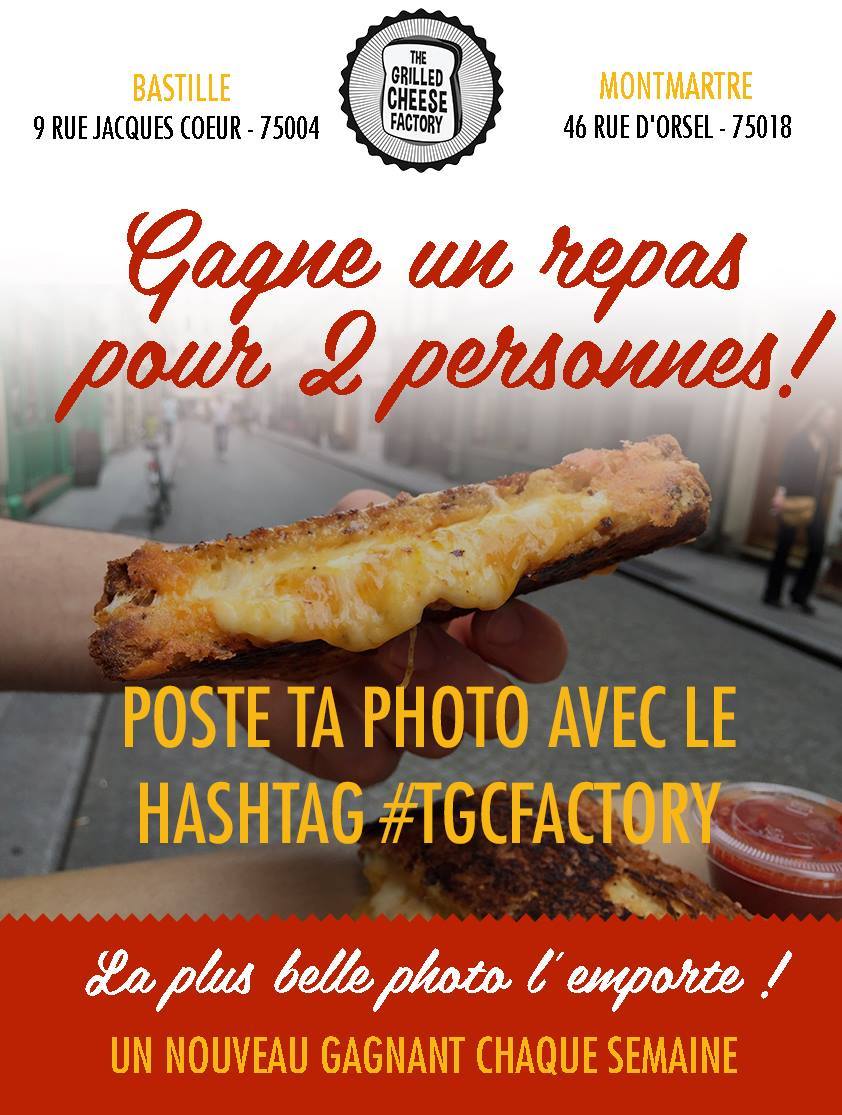 BASTILLE
9 RUE JACQUES COEUR - 75004
THE
GRILLED
CHEESE
FACTORY
MONTMARTRE
46 RUE D'ORSEL - 75018
Gagne un repas
pour 2 personnes!
POSTE TA PHOTO AVEC LE
HASHTAG #TGCFACTORY
La plus belle photo l'emporte !
UN NOUVEAU GAGNANT CHAQUE SEMAINE